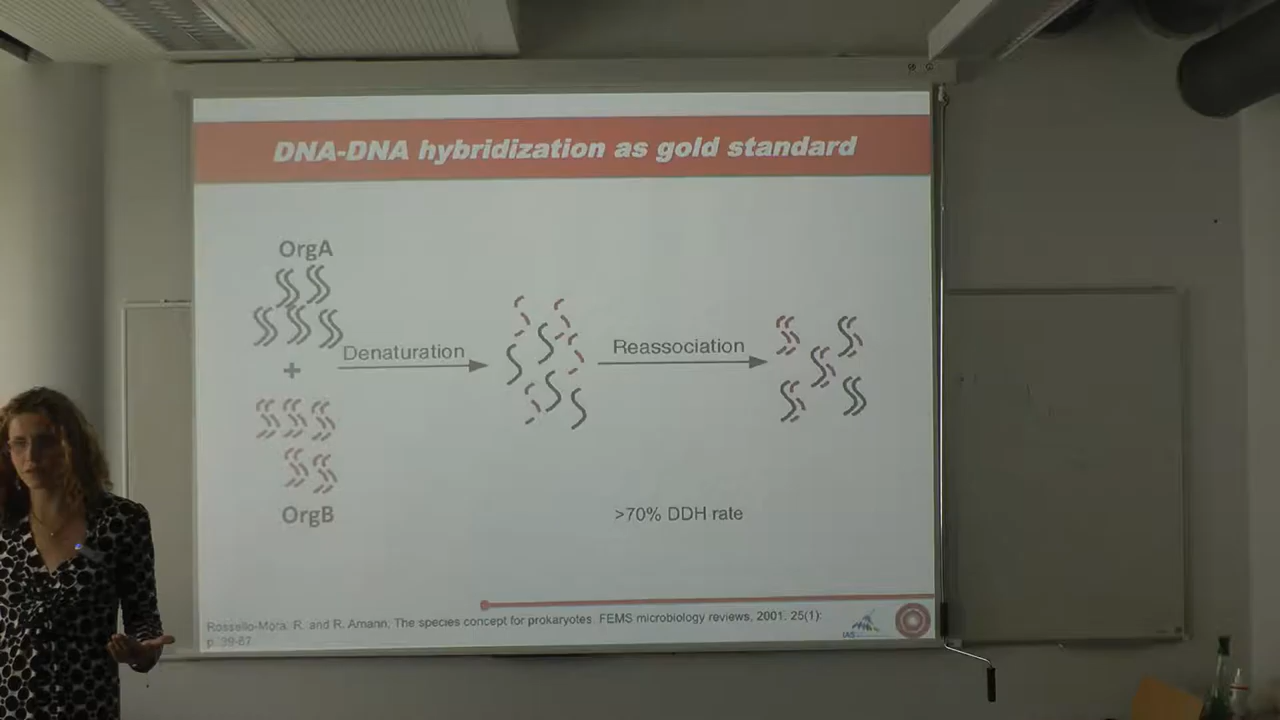 DNA-DNA hybridization as gold standard
OrgA
+
Denaturation
Reassociation
OrgB
>70% DDH rate
Rossello-Mora, R. and R. Amann, The species concept for prokaryotes. FEMS microbiology reviews, 2001. 25(1):
p. 39-67
IAS